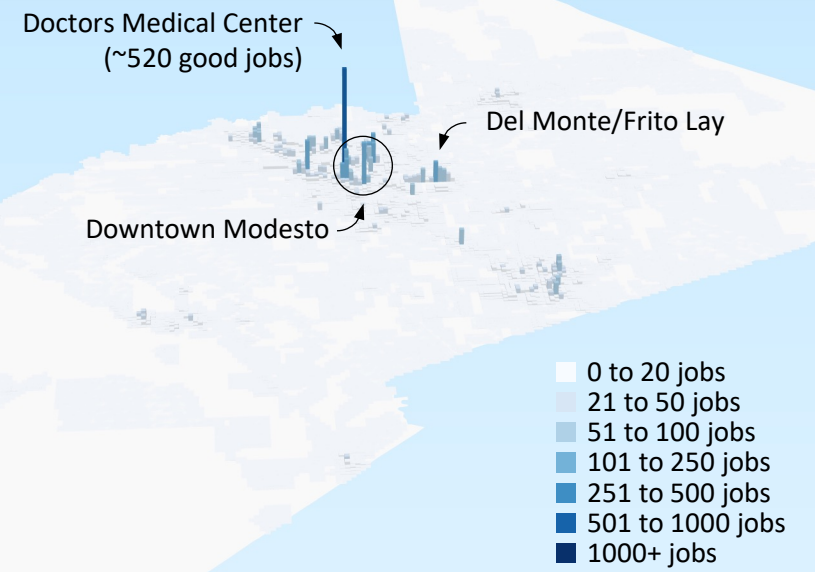 Doctors Medical Center
(~520 good jobs)
Del Monte/Frito Lay
Downtown Modesto
0 to 20 jobs
21 to 50 jobs
51 to 100 jobs
101 to 250 jobs
251 to 500 jobs
501 to 1000 jobs
1000+ jobs